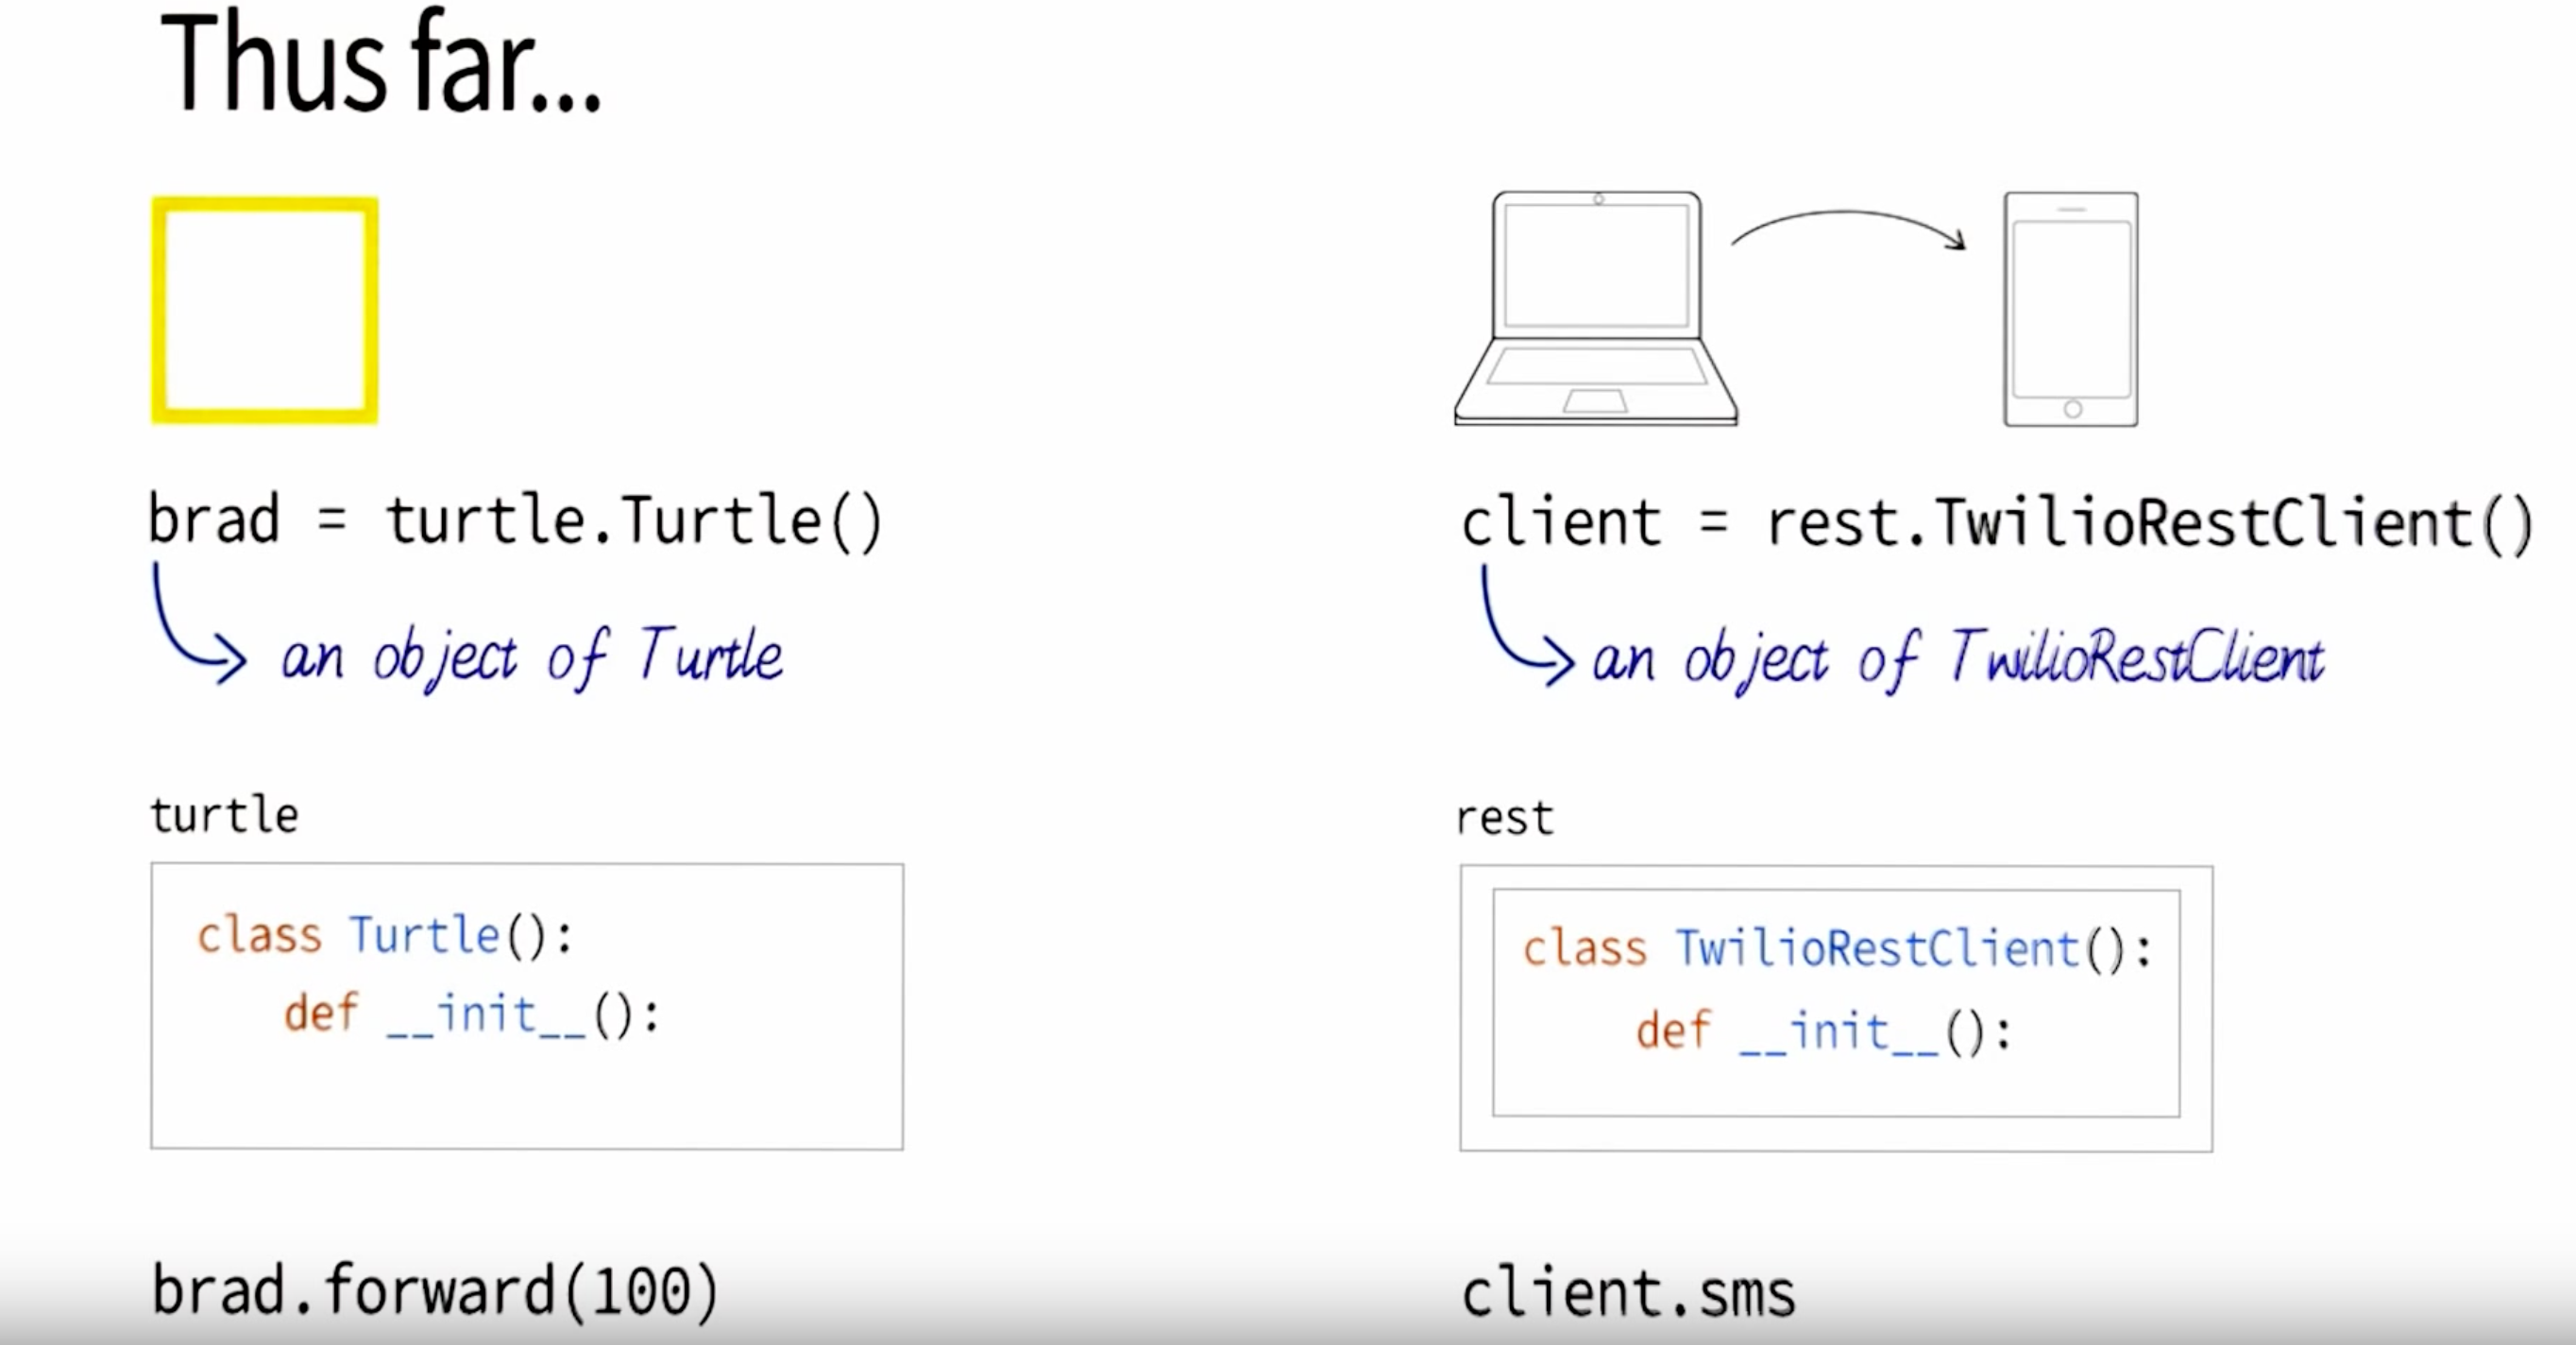 Thus far...
brad = turtle.Turtle()
an object of Turtle
turtle
class Turtle():
def __init__():
brad.forward(100)
client = rest.TwilioRestClient()
an object of TwilioRestClient
rest
class TwilioRestClient():
def __init__():
client.sms